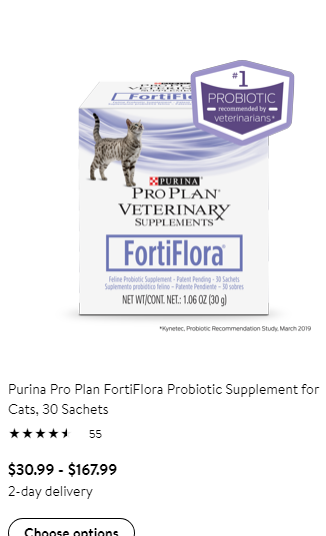 #1
PROBIOTIC
recommended by
veterinarians*
PURINA
FortiFlora
PURINA®
PRO PLAN®
VETERINARY
SUPPLEMENTS
FortiFlora®
Feline Probiotic Supplement - Patent Pending - 30 Sachets
Suplemento probiótico felino - Patente Pendiente - 30 sobres
NET WT/CONT. NET.: 1.06 OZ (30 g)
*Kynetec, Probiotic Recommendation Study, March 2019
Purina Pro Plan FortiFlora Probiotic Supplement for
Cats, 30 Sachets
55
$30.99 - $167.99
2-day delivery
Choose options